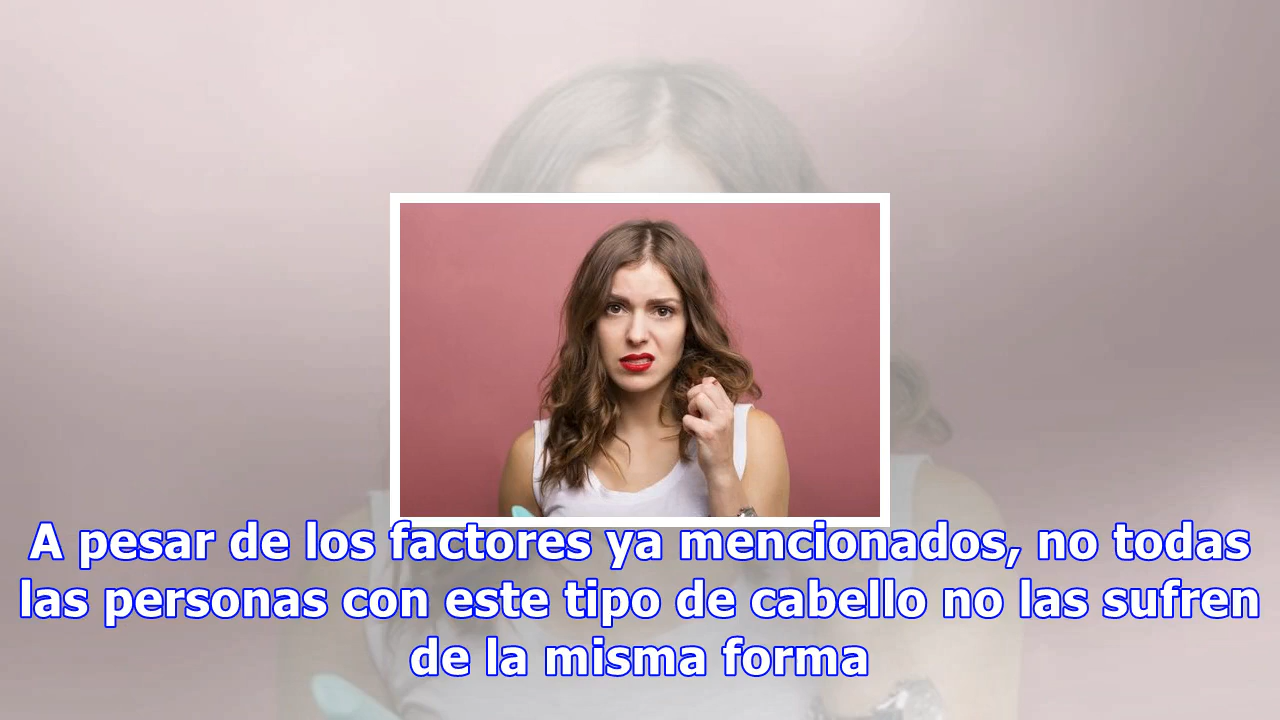 A pesar de los factores ya mencionados, no todas
las personas con este tipo de cabello no las sufren
de la misma forma